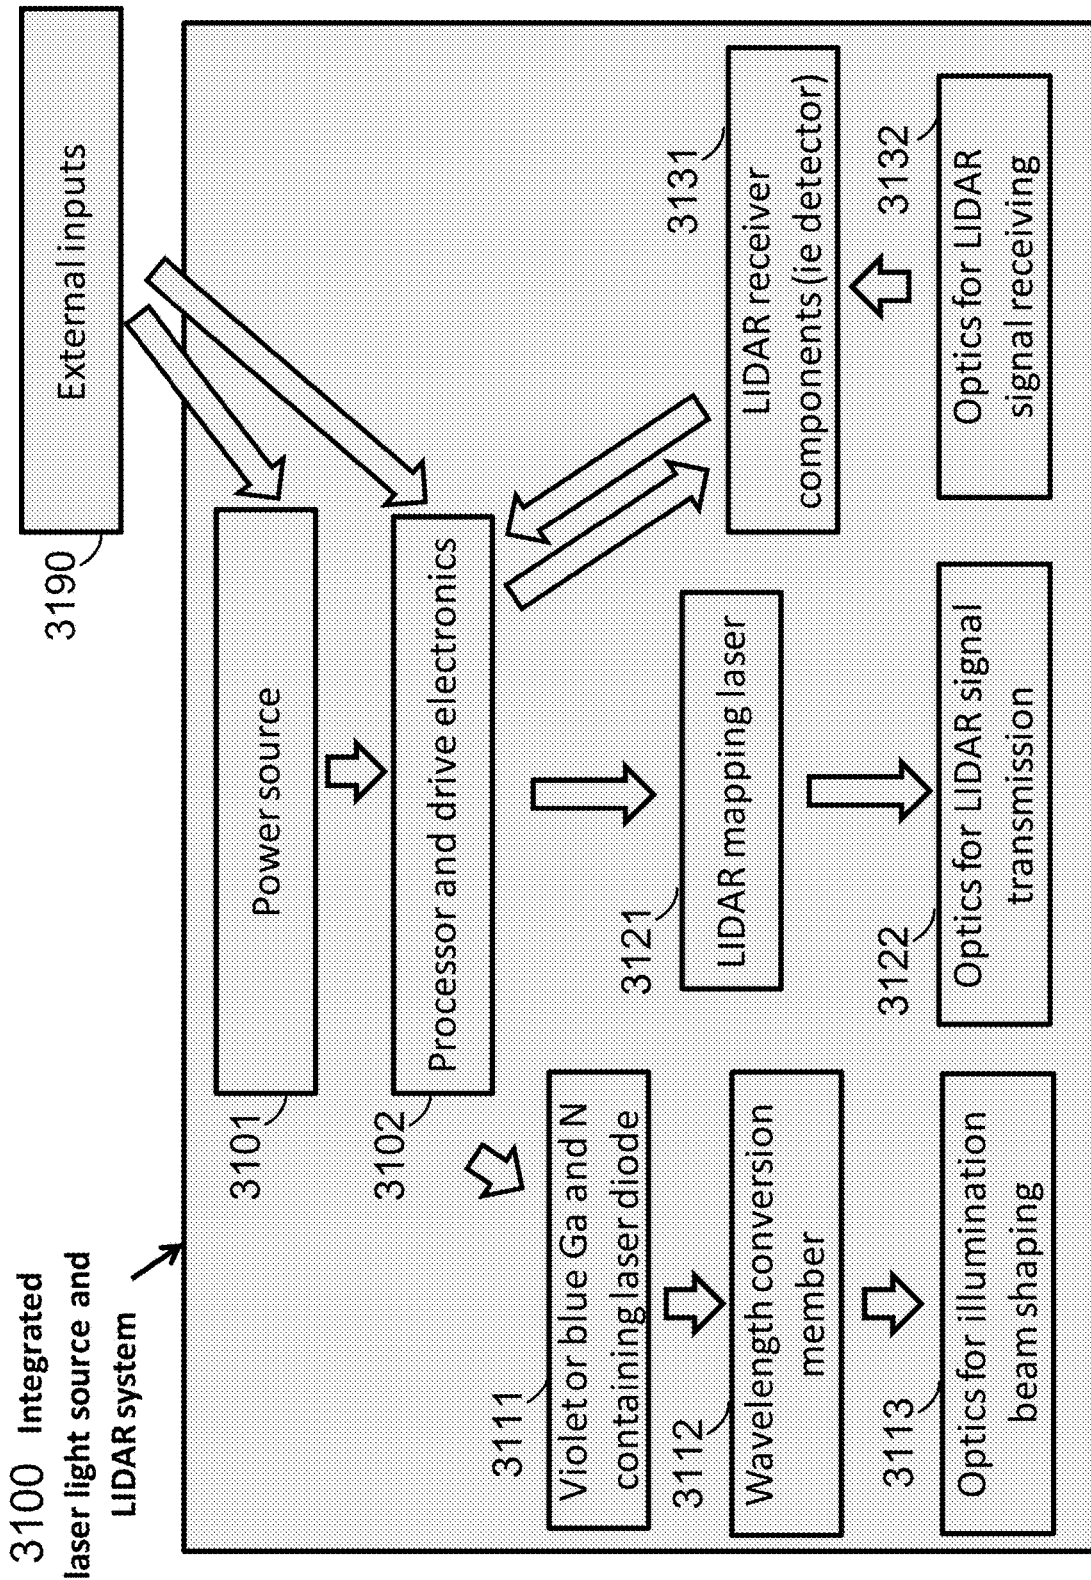 3100 Integrated
laser light source and
LIDAR system
3190
External inputs
3101
Power source
3102
Processor and drive electronics
3111
Violet or blue Ga and N
containing laser diode
3112
Wavelength conversion
member
3113
Optics for illumination
beam shaping
3121
LIDAR mapping laser
3122
Optics for LIDAR signal
transmission
3131
LIDAR receiver
components (ie detector)
3132
Optics for LIDAR
signal receiving